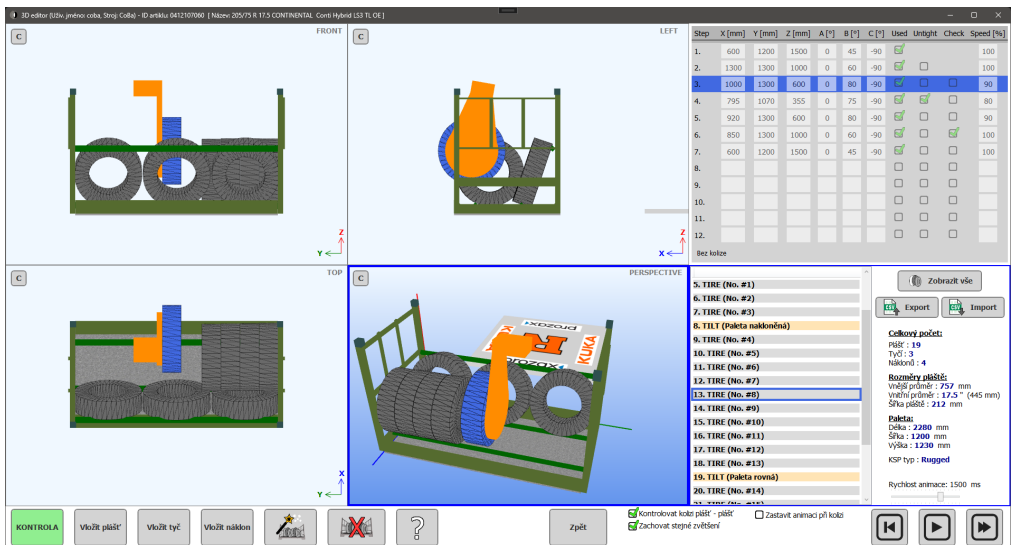 3D editor (Uživ. jméno: coba, Stroj: CoBa) - ID artiklu: 0412107060 [ Název: 205/75 R 17.5 CONTINENTAL Conti Hybrid LS3 TL OE ]
C FRONT
C LEFT
Z
Y
Z
X
Step X [mm] Y [mm] Z [mm] A [º] B [º] C [º] Used Untight Check Speed [%]
1. 600 1200 1500 0 45 -90 100
2. 1300 1300 1000 0 60 -90 100
3. 1000 1300 600 0 80 -90 90
4. 795 1070 355 0 75 -90 80
5. 920 1300 600 0 80 -90 90
6. 850 1300 1000 0 60 -90 100
7. 600 1200 1500 0 45 -90 100
8.
9.
10.
11.
12.
Bez kolize
C TOP
X
Y
C PERSPECTIVE
prozax
R
KUKA
KUKA
prozax
5. TIRE (No. #1)
6. TIRE (No. #2)
7. TIRE (No. #3)
8. TILT (Paleta nakloněná)
9. TIRE (No. #4)
10. TIRE (No. #5)
11. TIRE (No. #6)
12. TIRE (No. #7)
13. TIRE (No. #8)
14. TIRE (No. #9)
15. TIRE (No. #10)
16. TIRE (No. #11)
17. TIRE (No. #12)
18. TIRE (No. #13)
19. TILT (Paleta rovná)
20. TIRE (No. #14)
21. TIRE (No. #15)
Zobrazit vše
CSV Export
CSV Import
Celkový počet:
Plášť : 19
Tyčí : 3
Náklonů : 4
Rozměry pláště:
Vnější průměr : 757 mm
Vnitřní průměr : 17.5 " (445 mm)
Šířka pláště : 212 mm
Paleta:
Délka : 2280 mm
Šířka : 1200 mm
Výška : 1230 mm
KSP typ : Rugged
Rychlost animace: 1500 ms
KONTROLA
Vložit plášť
Vložit tyč
Vložit náklon
?
Zpět
Kontrolovat kolizi plášť - plášť
Zastavit animaci při kolizi
Zachovat stejné zvětšení